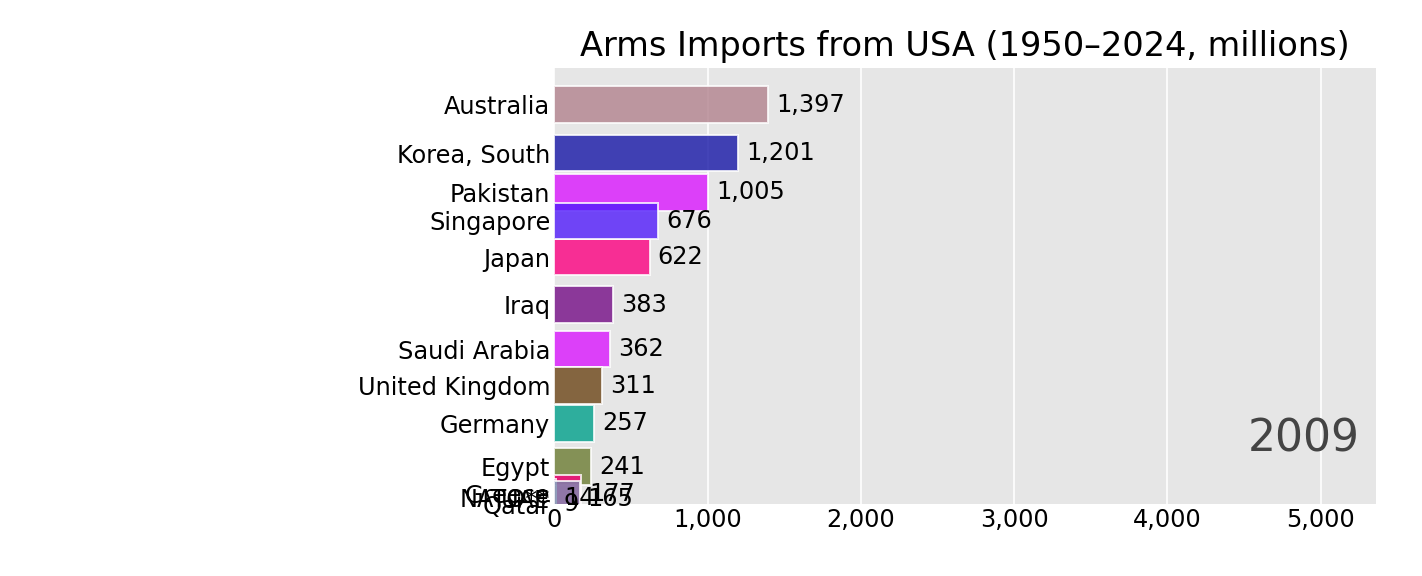 Arms Imports from USA (1950–2024, millions)
Australia 1,397
Korea, South 1,201
Pakistan 1,005
Singapore 676
Japan 622
Iraq 383
Saudi Arabia 362
United Kingdom 311
Germany 257
2009
Egypt 241
177
165
Qatar 9
0 1,000 2,000 3,000 4,000 5,000